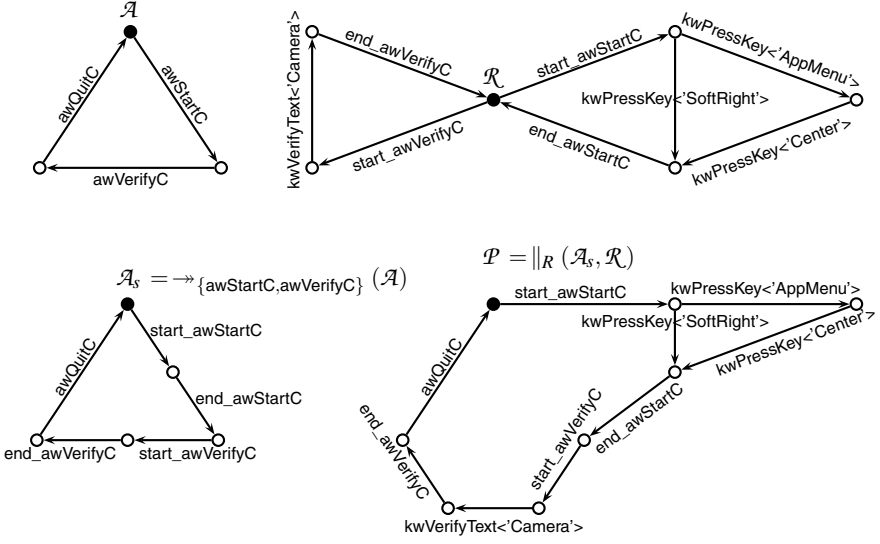 𝒜
awQuitC
awStartC
awVerifyC
kwVerifyText<'Camera'>
end_awVerifyC
start_awVerifyC
ℛ
start_awStartC
end_awStartC
kwPressKey<'AppMenu'>
kwPressKey<'SoftRight'>
kwPressKey<'Center'>
𝒜s = ↠{awStartC,awVerifyC} (𝒜)
start_awStartC
awQuitC
end_awStartC
end_awVerifyC
start_awVerifyC
𝒫 = ∥R (𝒜s, ℛ)
start_awStartC
kwPressKey<'AppMenu'>
kwPressKey<'SoftRight'>
kwPressKey<'Center'>
awQuitC
end_awStartC
start_awVerifyC
end_awVerifyC
kwVerifyText<'Camera'>